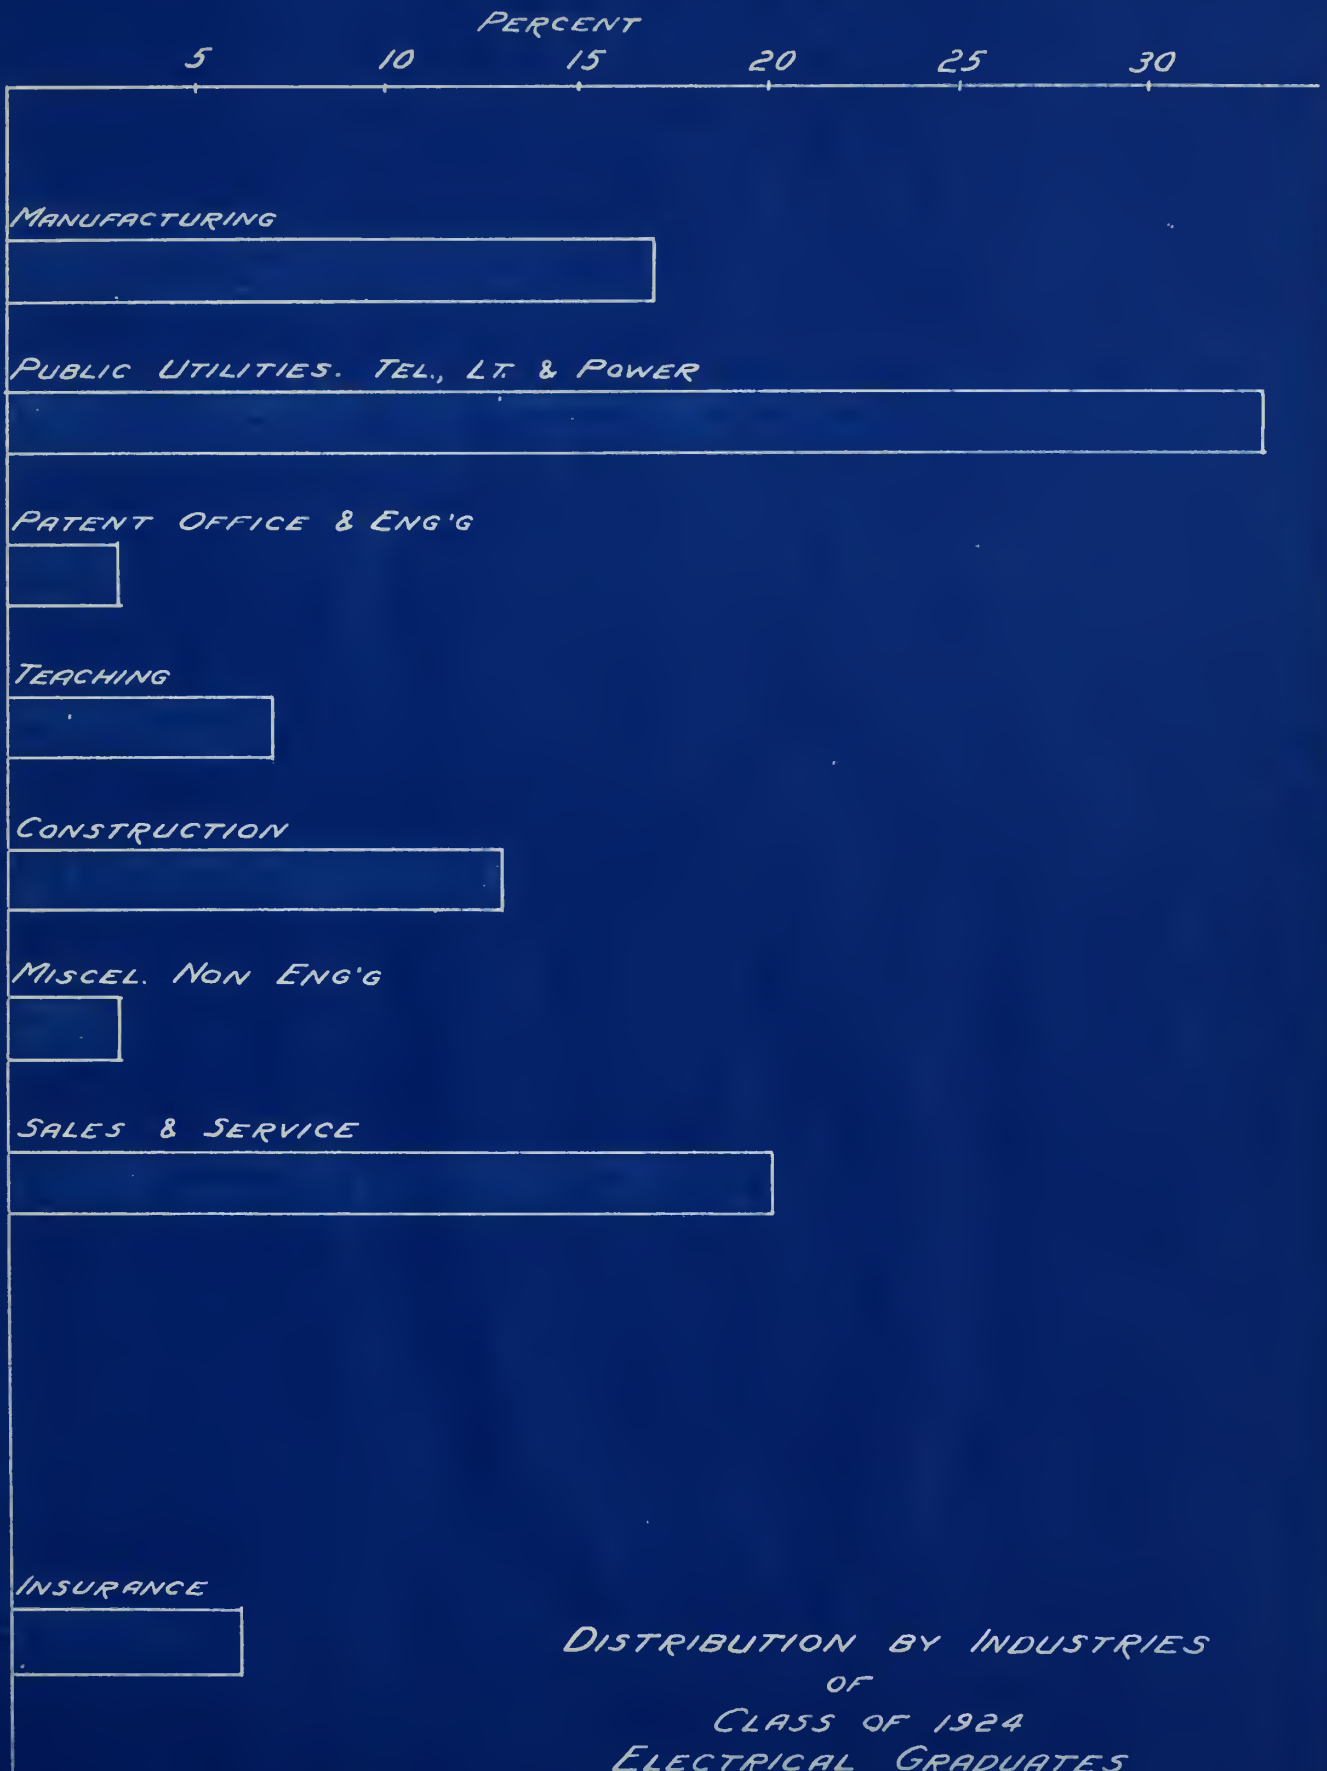 PERCENT
5 10 15 20 25 30
MANUFACTURING
PUBLIC UTILITIES. TEL., LT. & POWER
PATENT OFFICE & ENG'G
TEACHING
CONSTRUCTION
MISCEL. NON ENG'G
SALES & SERVICE
INSURANCE
DISTRIBUTION BY INDUSTRIES
OF
CLASS OF 1924
ELECTRICAL GRADUATES